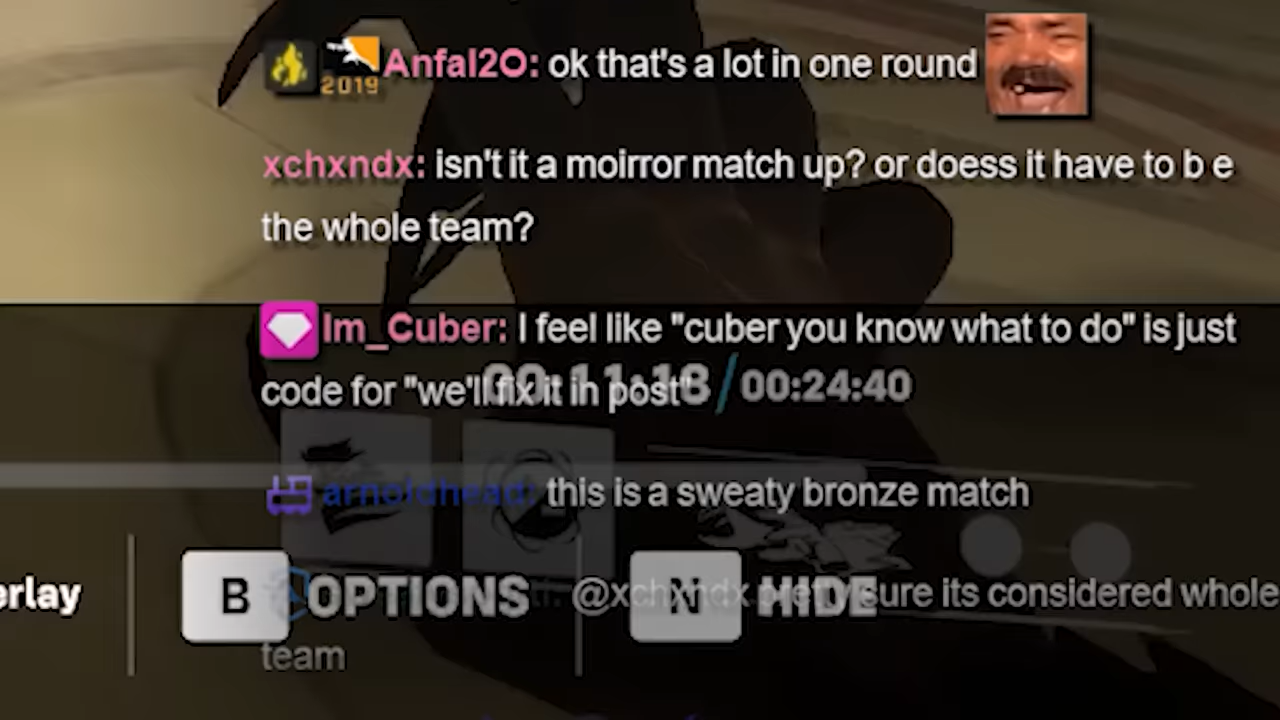 2019 Anfal2O: ok that's a lot in one round
xchxndx: isn't it a moirror match up? or doess it have to b e
the whole team?
Im_Cuber: I feel like "cuber you know what to do" is just
code for "we'll fix it in post"
00:11:18 / 00:24:40
arnoldhead: this is a sweaty bronze match
erlay B OPTIONS N HIDE
@xchxndx pretty sure its considered whole
team